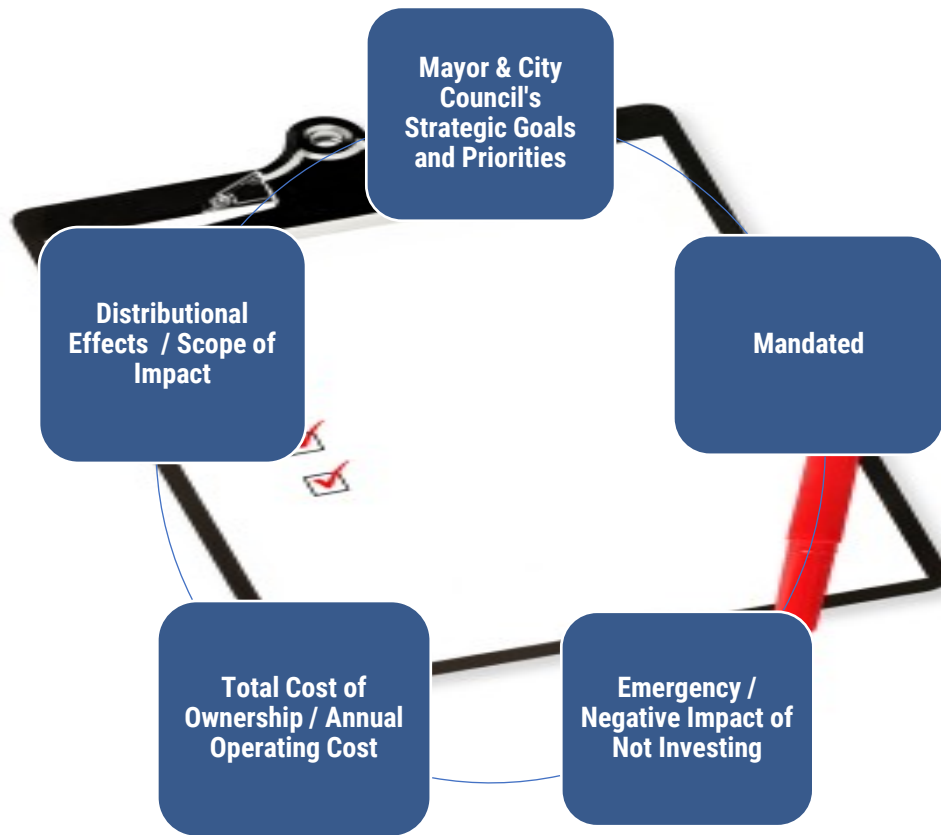 Mayor & City
Council's
Strategic Goals
and Priorities
Mandated
Emergency /
Negative Impact of
Not Investing
Total Cost of
Ownership / Annual
Operating Cost
Distributional
Effects / Scope of
Impact